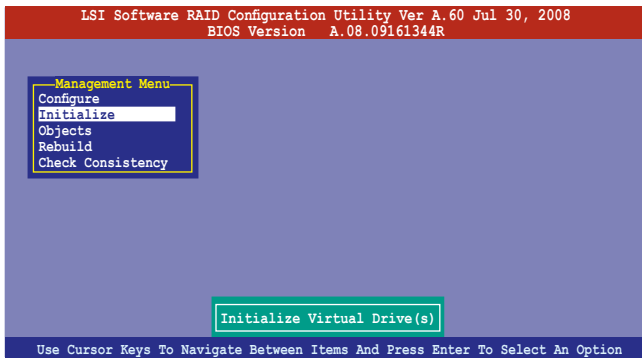 LSI Software RAID Configuration Utility Ver A.60 Jul 30, 2008
BIOS Version A.08.09161344R
Management Menu
Configure
Initialize
Objects
Rebuild
Check Consistency
Initialize Virtual Drive(s)
Use Cursor Keys To Navigate Between Items And Press Enter To Select An Option